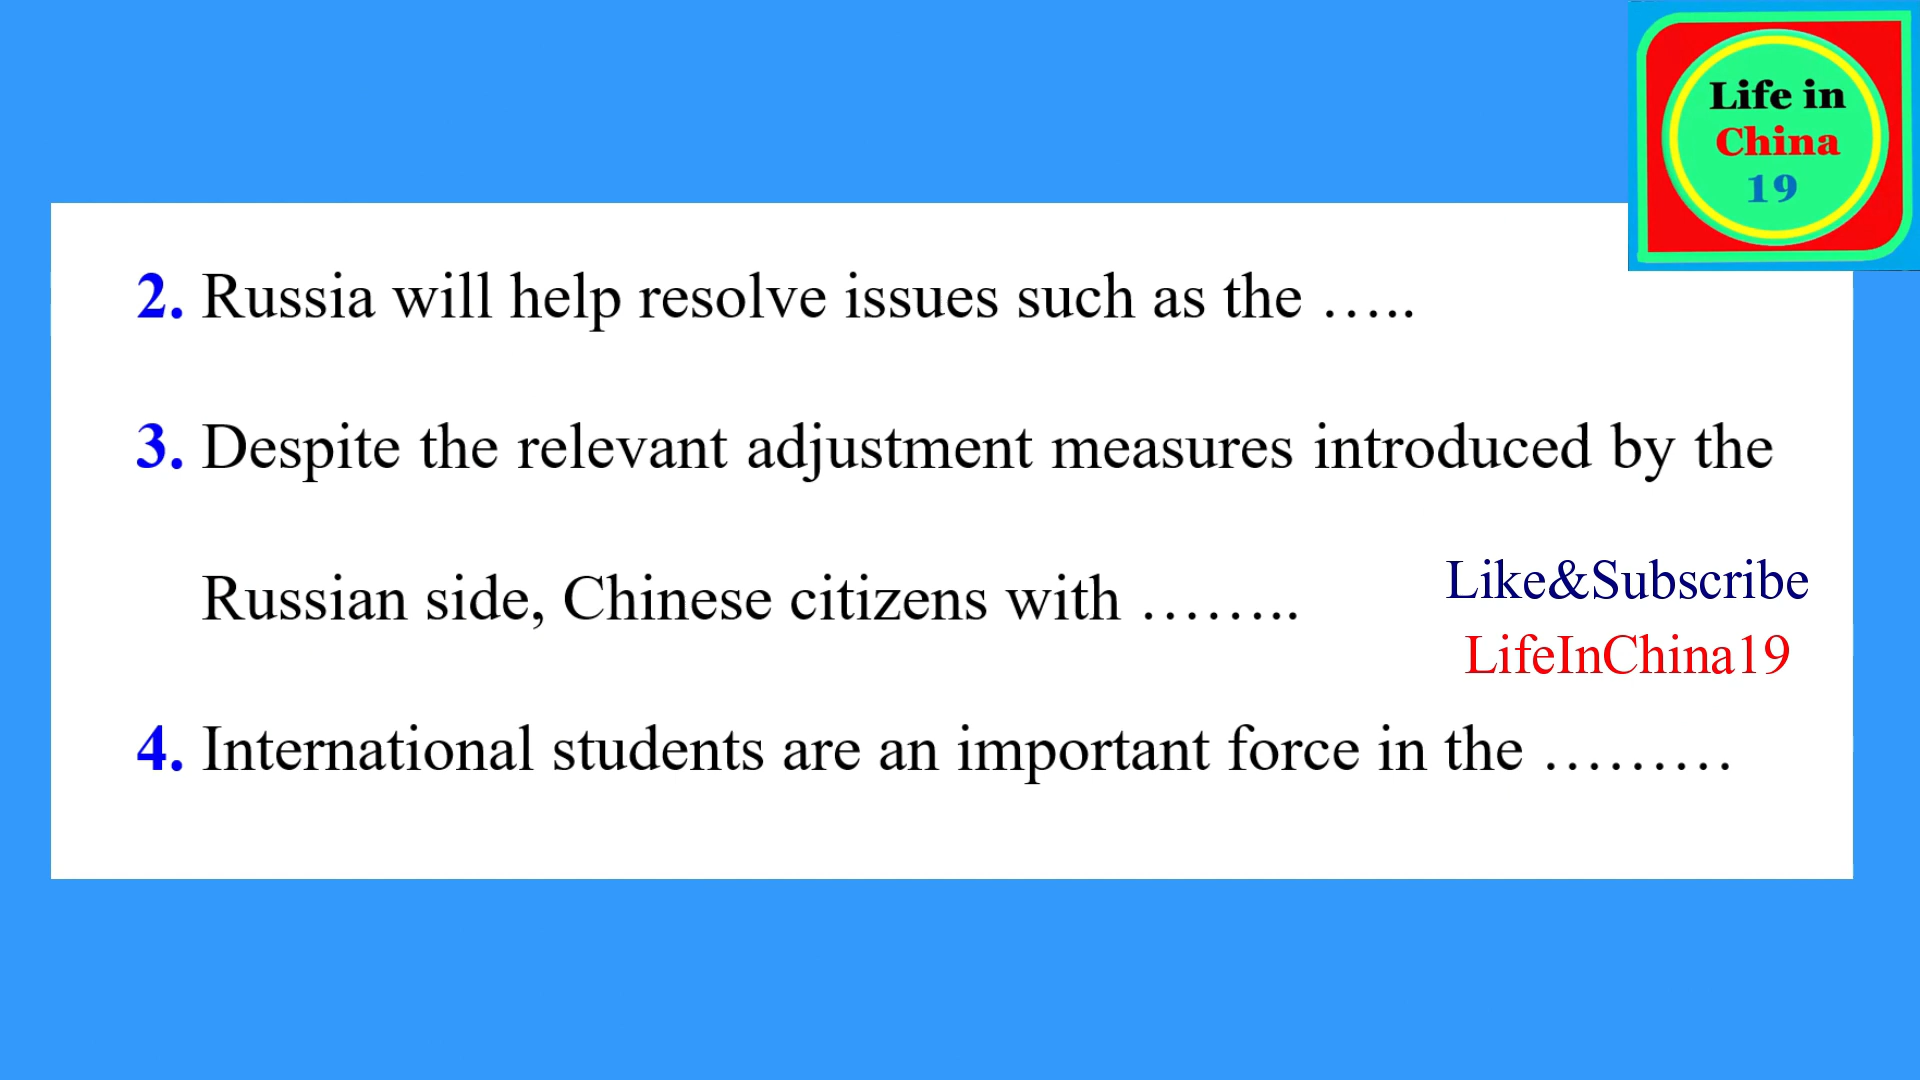 Life in
China
19
2. Russia will help resolve issues such as the …..
3. Despite the relevant adjustment measures introduced by the
Russian side, Chinese citizens with ……..
Like&Subscribe
LifeInChina19
4. International students are an important force in the ………